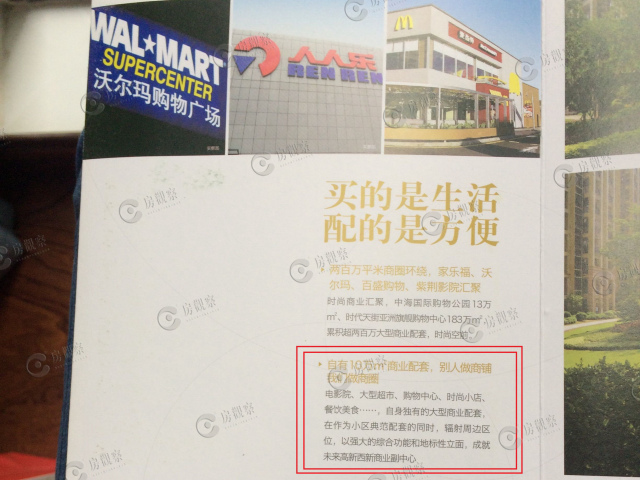 WAL★MART
SUPERCENTER
沃尔玛购物广场
人人乐
REN REN
买的是生活
配的是方便
两百万平米商圈环绕，家乐福、沃
尔玛、百盛购物、紫荆影院汇聚
时尚商业汇聚，中海国际购物公园13万
㎡、时代天街亚洲旗舰购物中心183万㎡
累积超两百万大型商业配套，时尚空前
自有10万㎡商业配套，别人做商铺
我们做商圈
电影院、大型超市、购物中心、时尚小店、
餐饮美食……，自身独有的大型商业配套，
在作为小区典范配套的同时，辐射周边区
位，以强大的综合功能和地标性立面，成就
未来高新西新商业副中心
房觀察